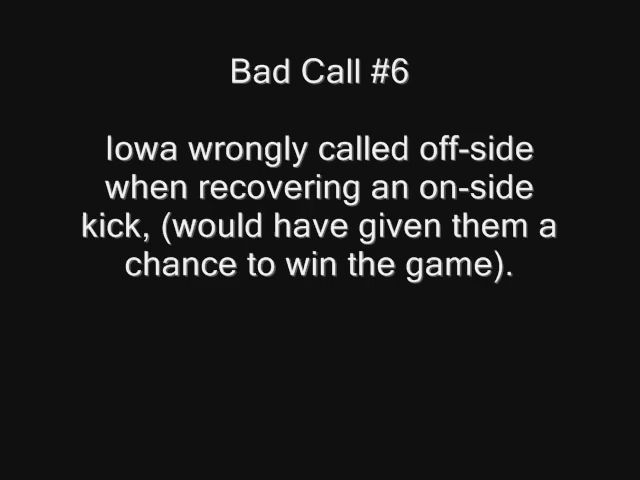 Bad Call #6
Iowa wrongly called off-side
when recovering an on-side
kick, (would have given them a
chance to win the game).